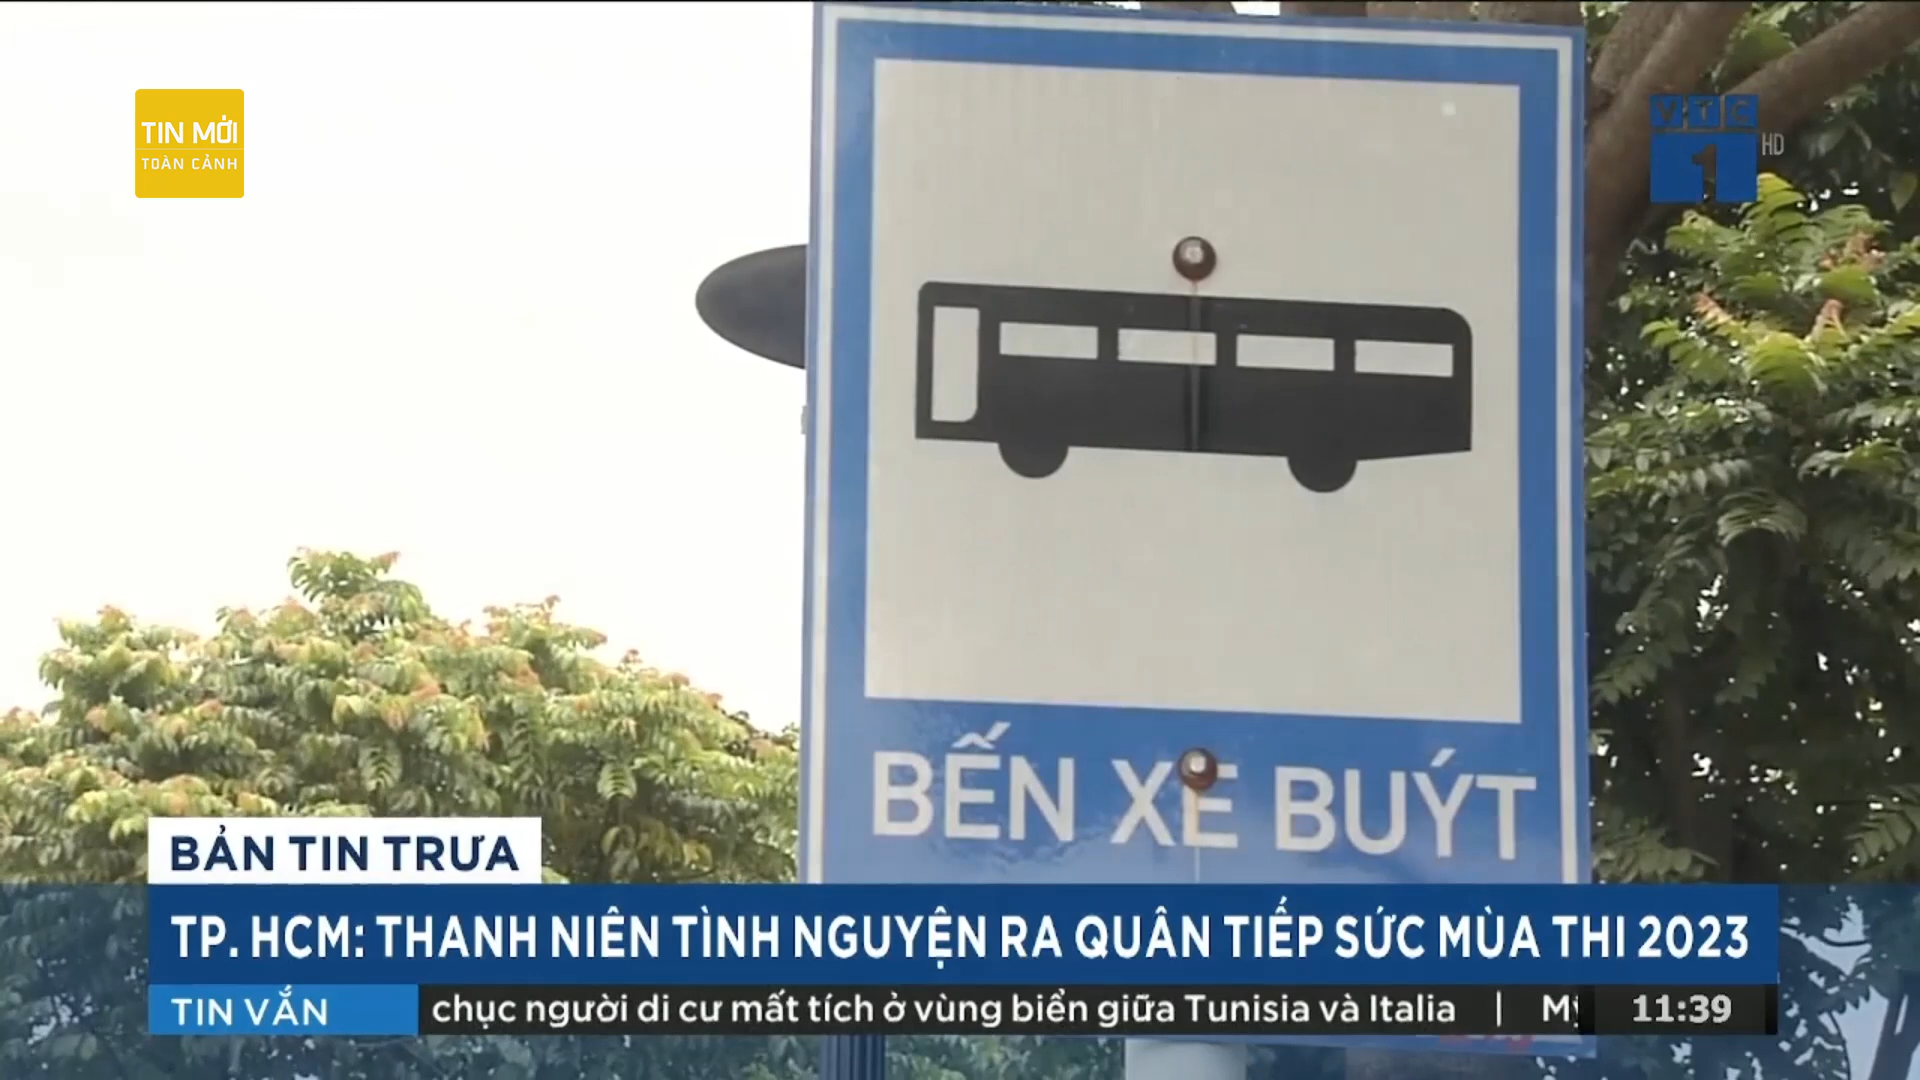 TIN MỚI
TOÀN CẢNH
VTC
1 HD
BẾN XE BUÝT
BẢN TIN TRƯA
TP. HCM: THANH NIÊN TÌNH NGUYỆN RA QUÂN TIẾP SỨC MÙA THI 2023
TIN VẮN
chục người di cư mất tích ở vùng biển giữa Tunisia và Italia | Mỹ
11:39